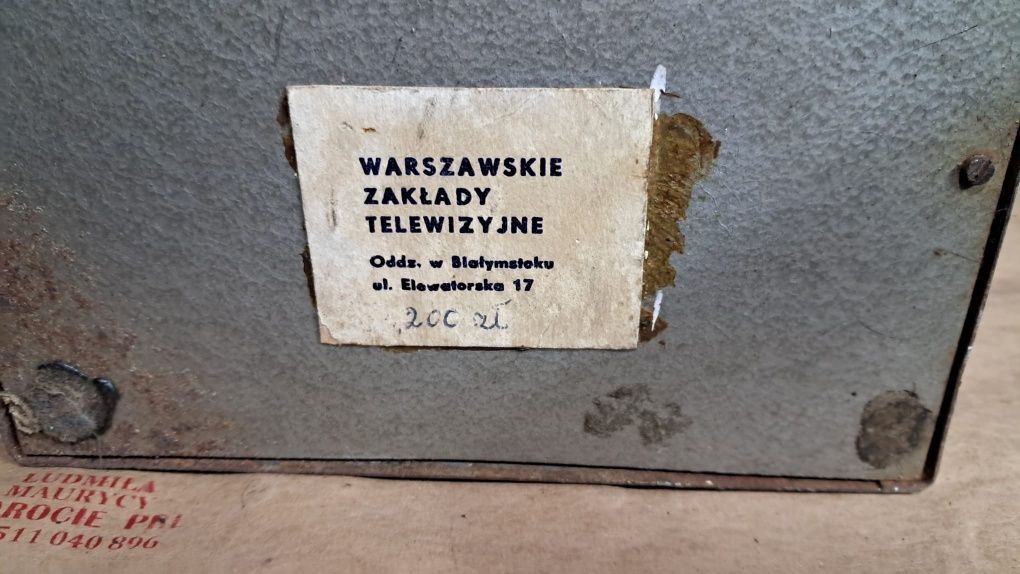 WARSZAWSKIE
ZAKŁADY
TELEWIZYJNE
Oddz. w Białymstoku
ul. Elewatorska 17
200 zł
LUDMIŁA
MAURYCY
511 040 896